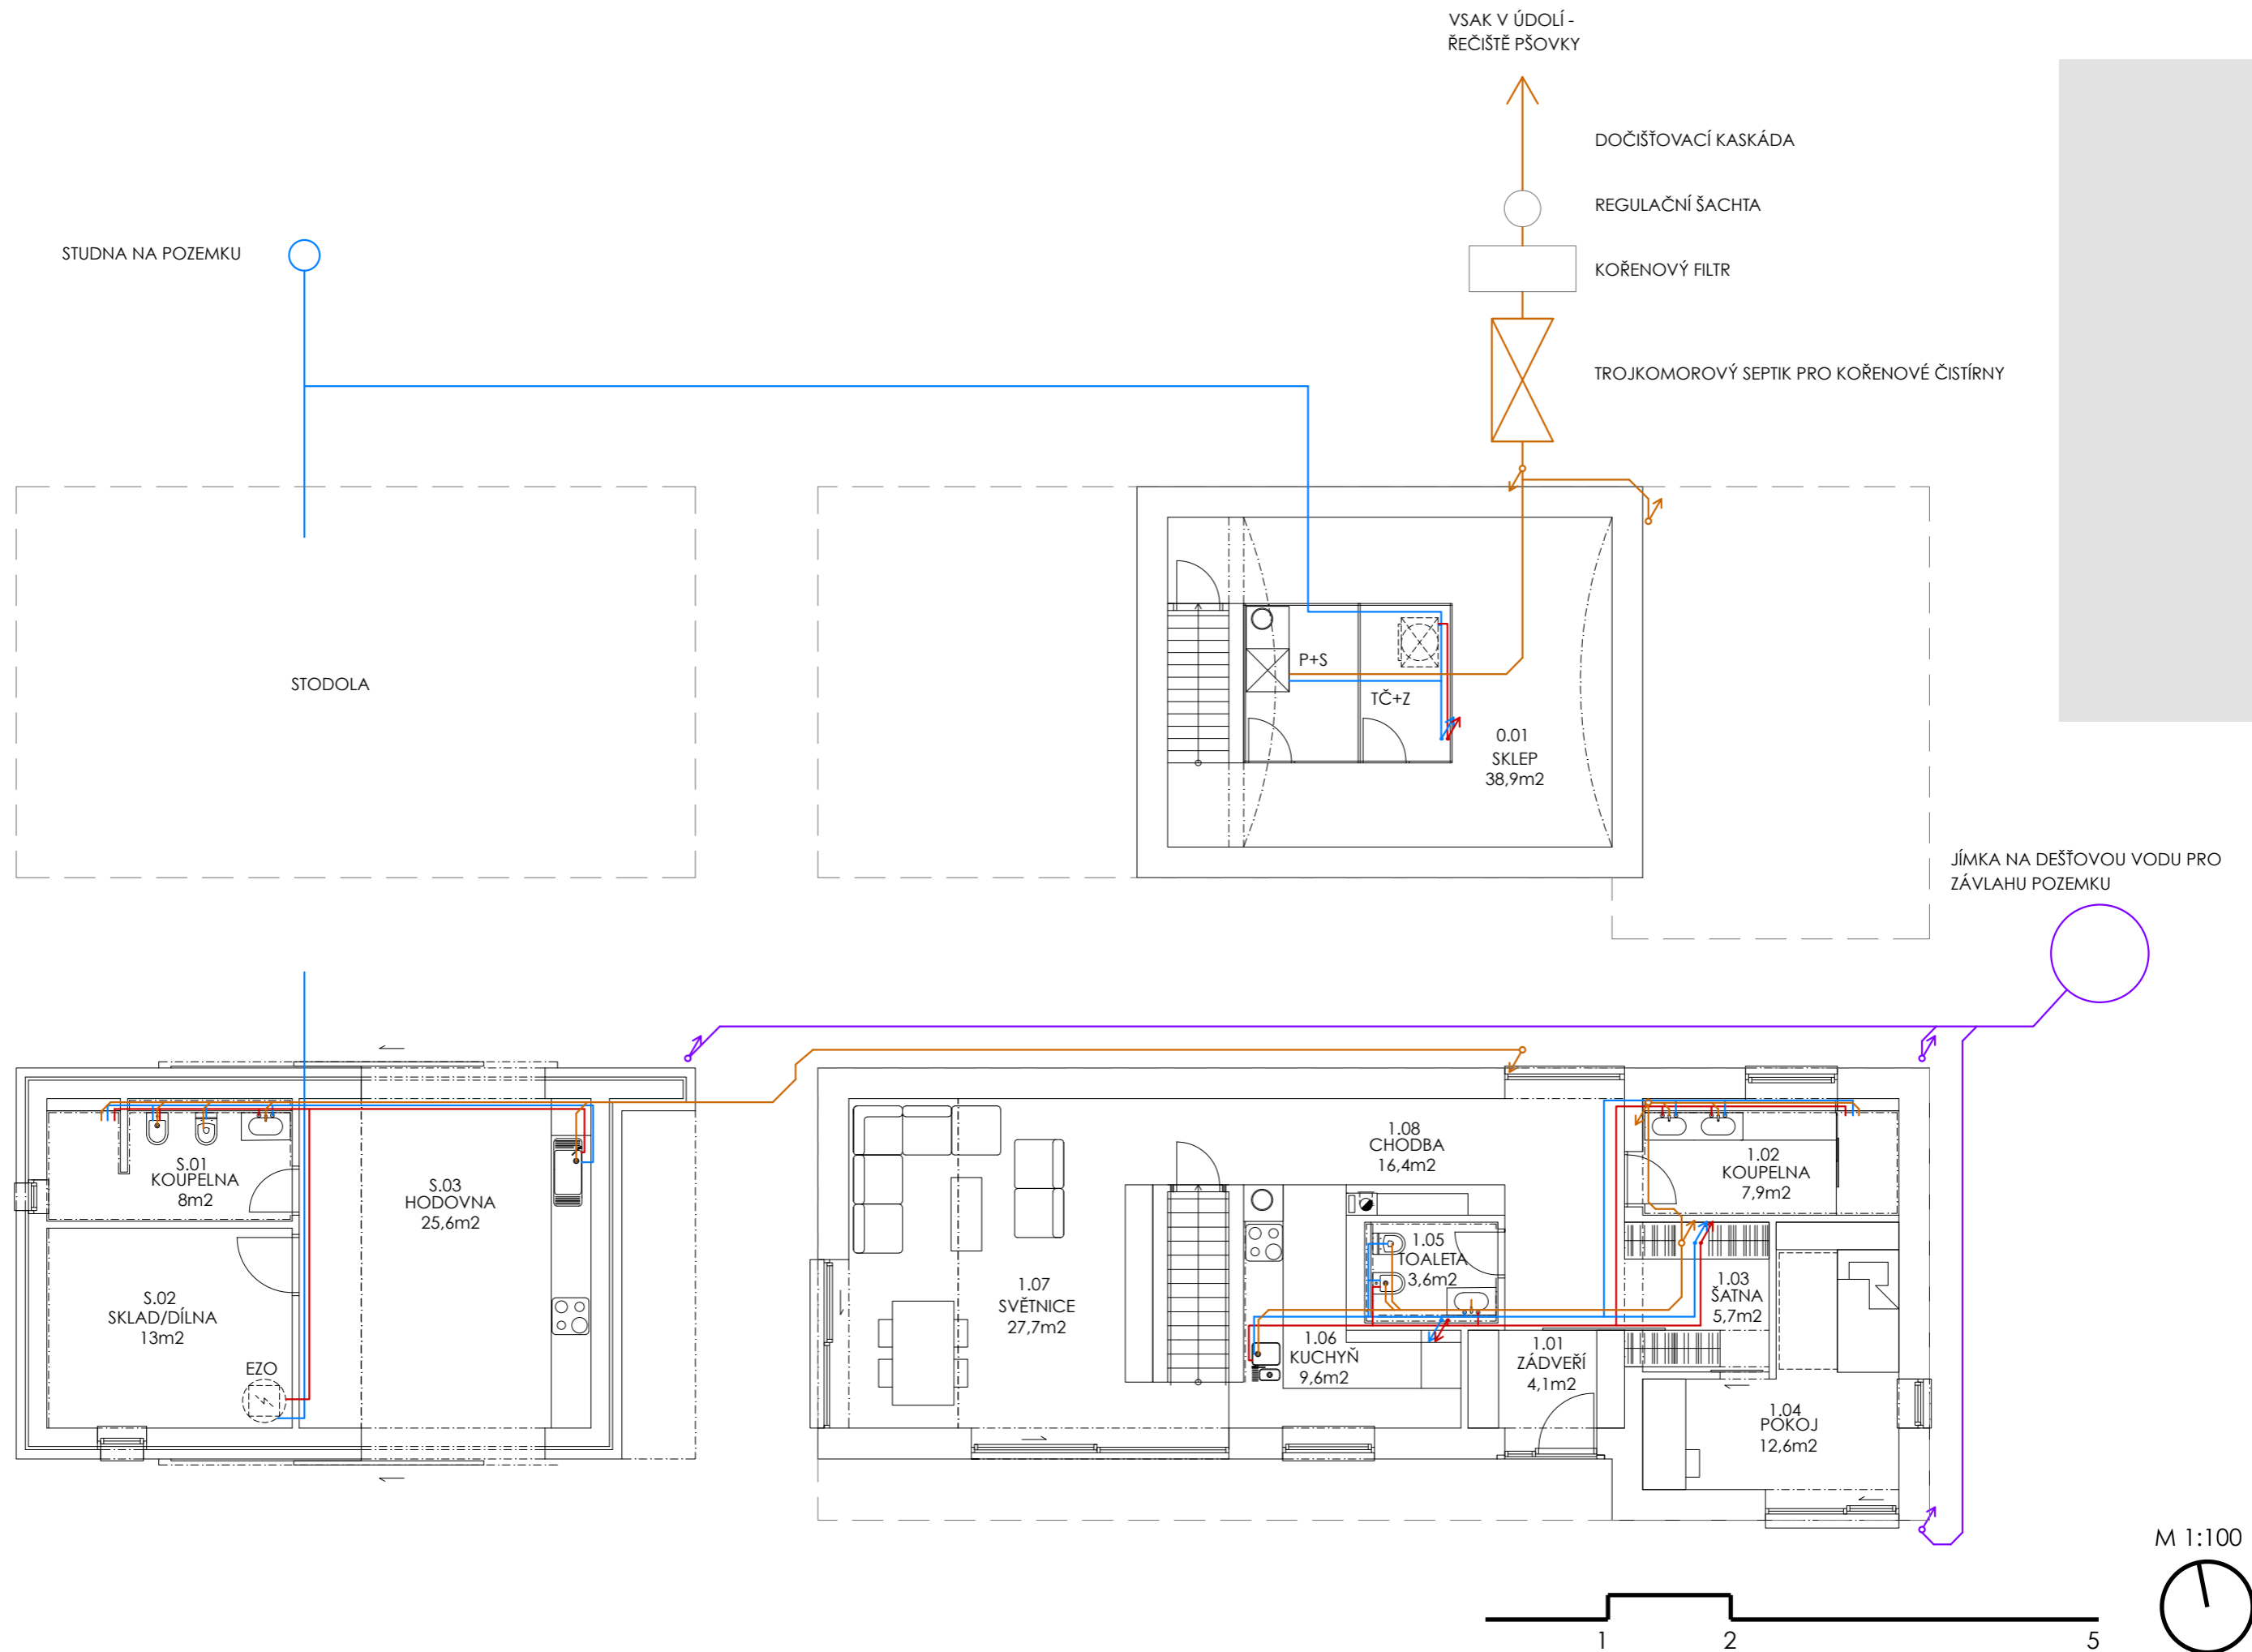 VSAK V ÚDOLÍ -
ŘEČIŠTĚ PŠOVKY
DOČIŠŤOVACÍ KASKÁDA
REGULAČNÍ ŠACHTA
STUDNA NA POZEMKU
KOŘENOVÝ FILTR
TROJKOMOROVÝ SEPTIK PRO KOŘENOVÉ ČISTÍRNY
STODOLA
P+S
TČ+Z
0.01
SKLEP
38,9m2
JÍMKA NA DEŠŤOVOU VODU PRO
ZÁVLAHU POZEMKU
S.01
KOUPELNA
8m2
S.03
HODOVNA
25,6m2
S.02
SKLAD/DÍLNA
13m2
EZO
1.08
CHODBA
16,4m2
1.02
KOUPELNA
7,9m2
1.05
TOALETA
3,6m2
1.07
SVĚTNICE
27,7m2
1.03
ŠATNA
5,7m2
1.06
KUCHYŇ
9,6m2
1.01
ZÁDVEŘÍ
4,1m2
1.04
POKOJ
12,6m2
M 1:100
1 2 5